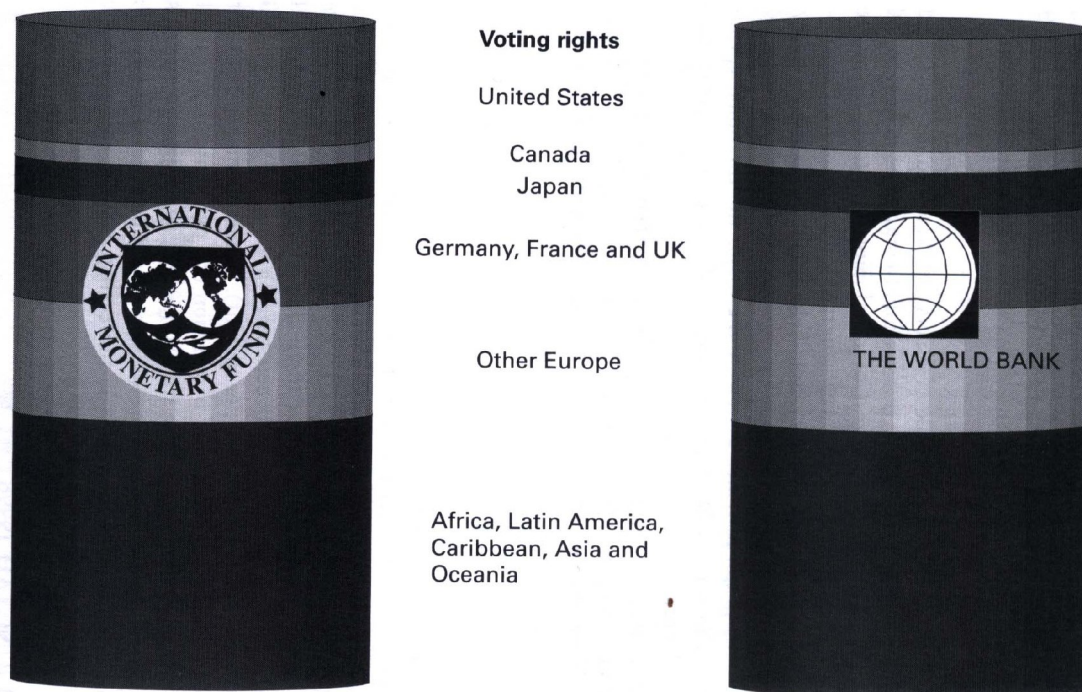 Voting rights
United States
Canada
Japan
Germany, France and UK
Other Europe
Africa, Latin America,
Caribbean, Asia and
Oceania
INTERNATIONAL
MONETARY FUND
THE WORLD BANK